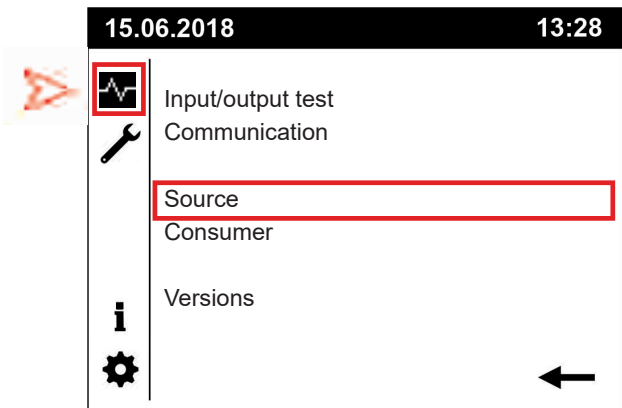 15.06.2018 13:28
Input/output test
Communication
Source
Consumer
Versions